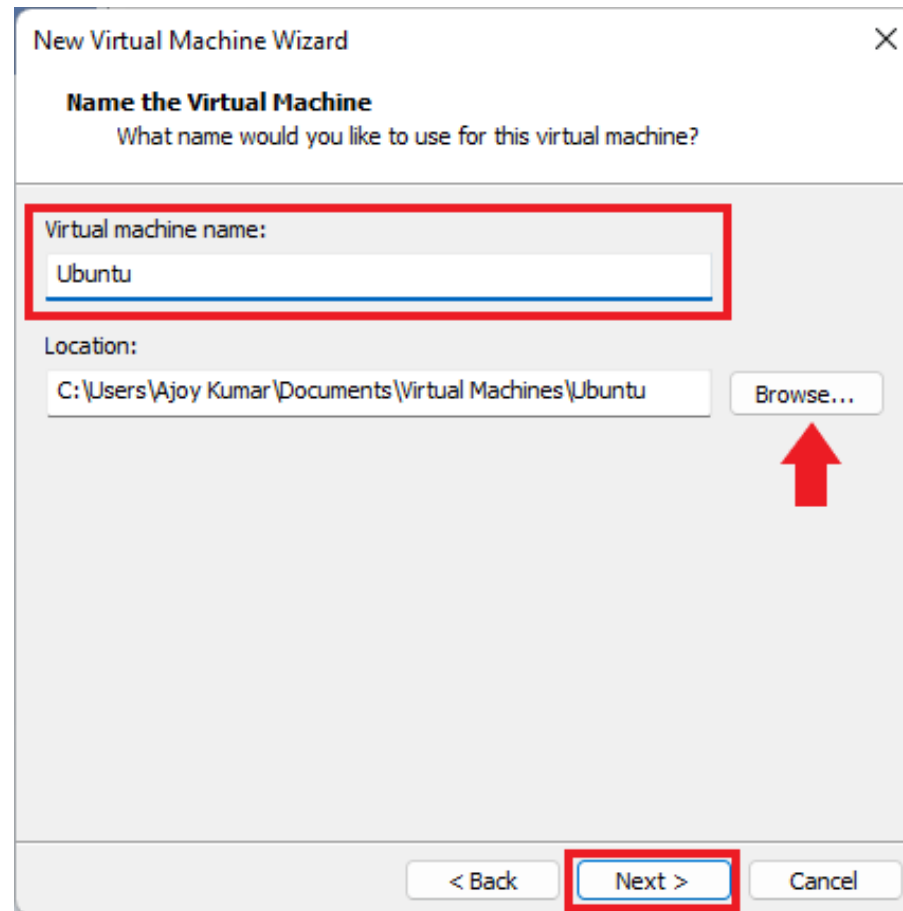 New Virtual Machine Wizard
Name the Virtual Machine
What name would you like to use for this virtual machine?
Virtual machine name:
Ubuntu
Location:
C:\Users\Ajoy Kumar\Documents\Virtual Machines\Ubuntu
Browse...
< Back Next > Cancel